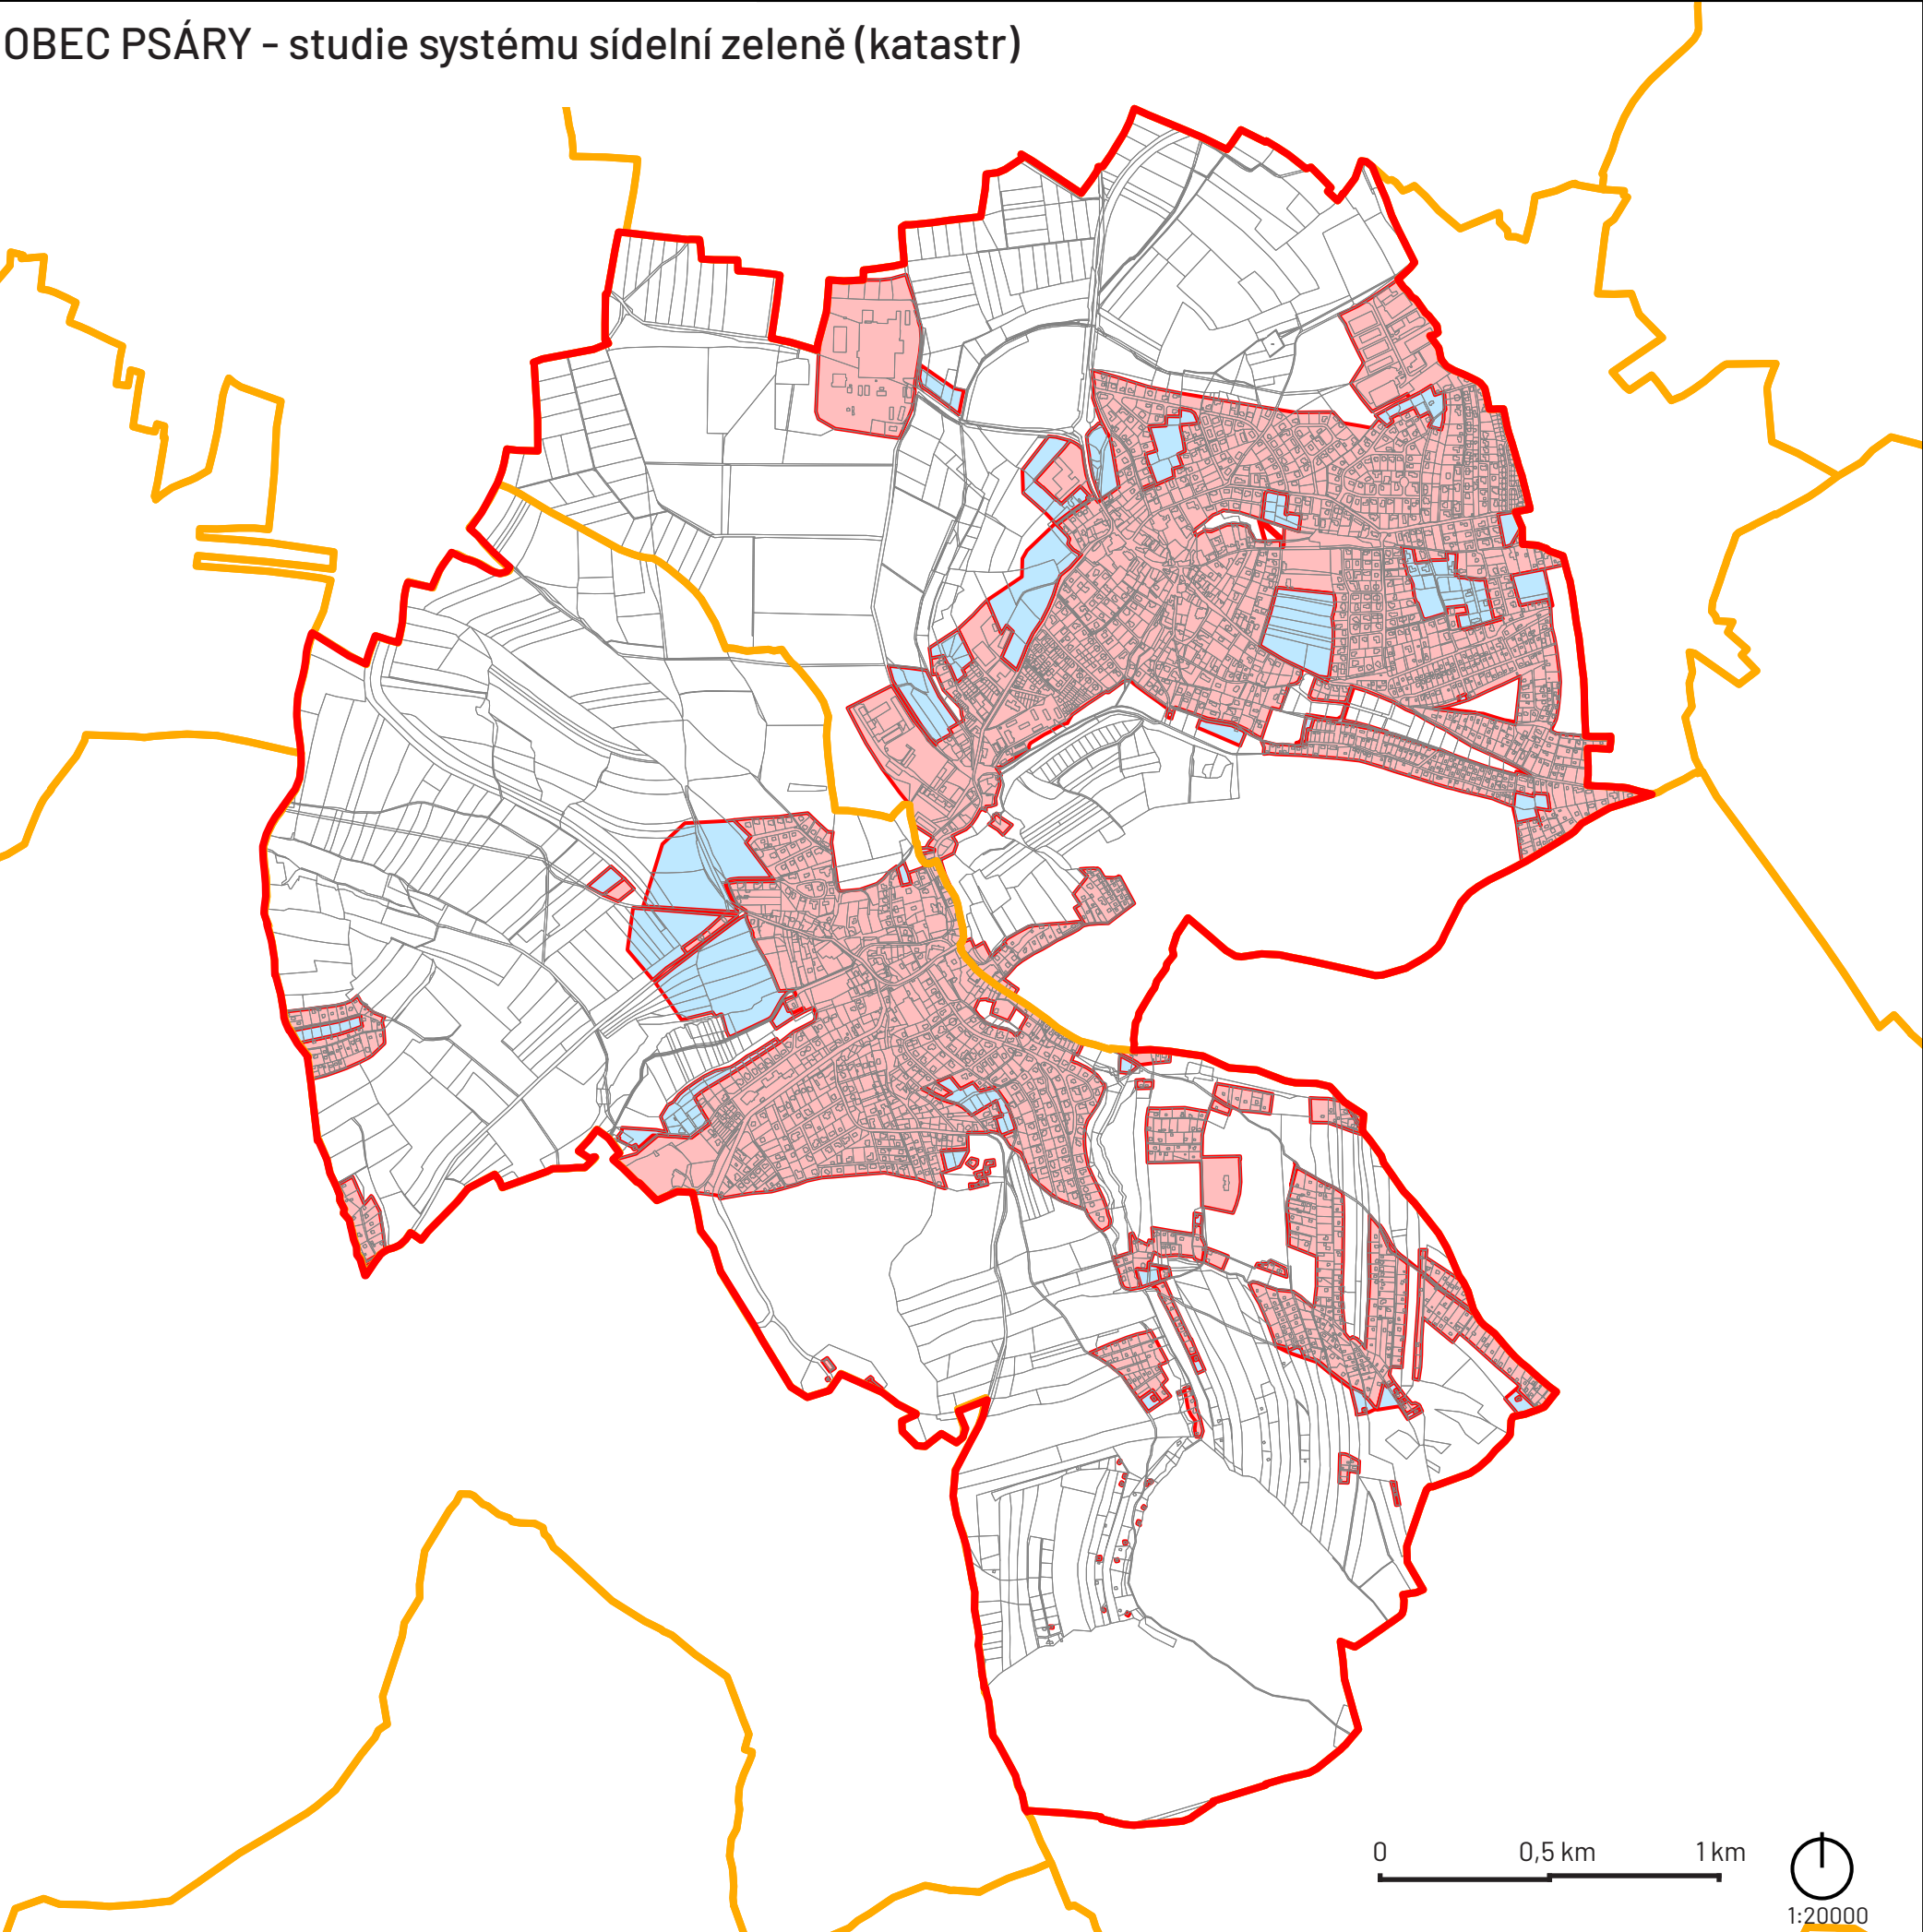 OBEC PSÁRY - studie systému sídelní zeleně (katastr)
0 0,5 km 1 km
1:20000